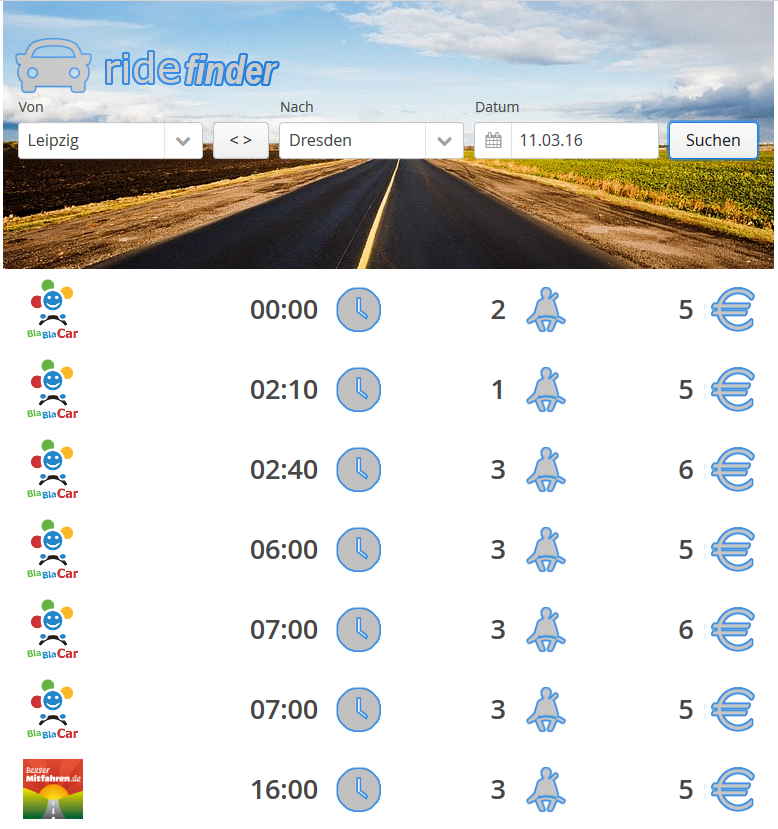 ridefinder
Von Nach Datum
Leipzig < > Dresden 11.03.16 Suchen
BlaBlaCar 00:00 2 5 €
BlaBlaCar 02:10 1 5 €
BlaBlaCar 02:40 3 6 €
BlaBlaCar 06:00 3 5 €
BlaBlaCar 07:00 3 6 €
BlaBlaCar 07:00 3 5 €
Besser
Mitfahren.de 16:00 3 5 €